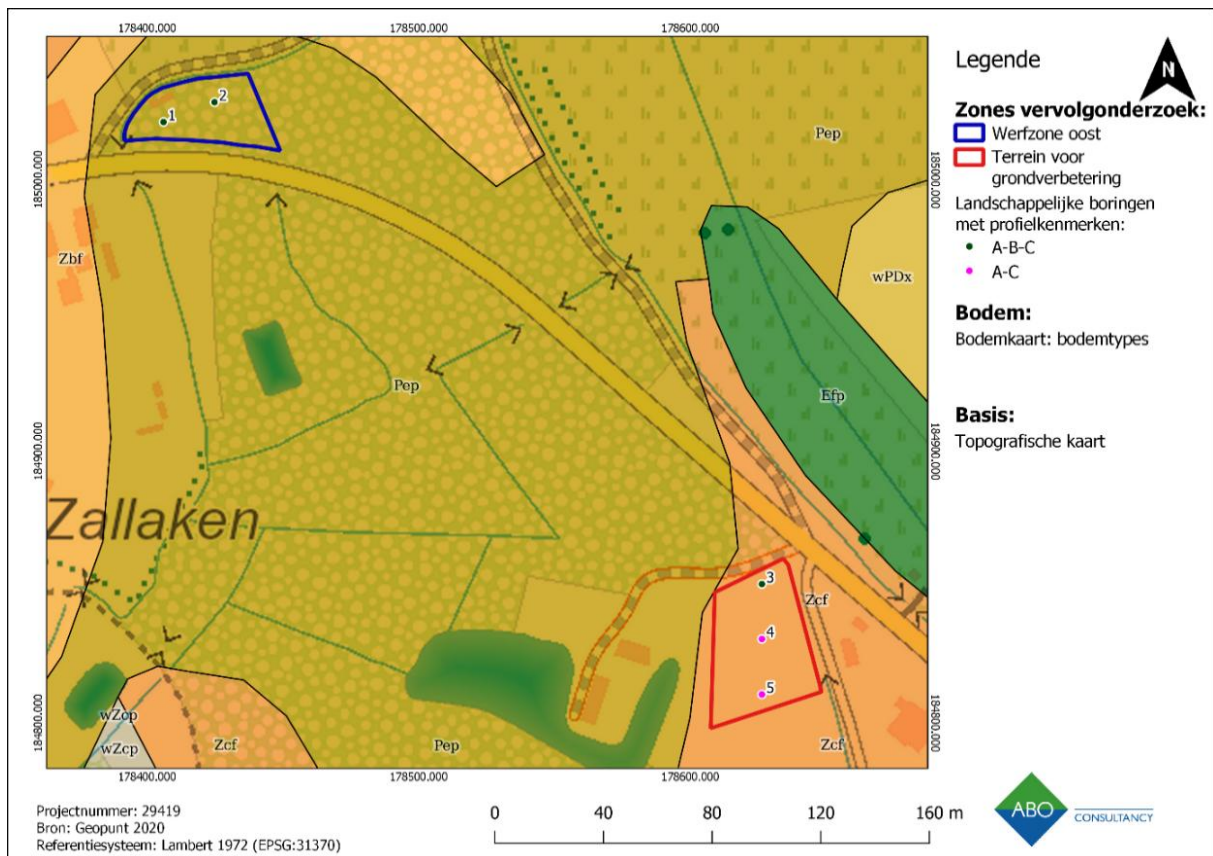 178400.000
178500.000
178600.000
185000.000
184900.000
184800.000
1
2
Pep
Zbf
wPDx
Pep
Efp
Zallaken
3
Zcf
4
5
wZop
wZcp
Zcf
Pep
Zcf
185000.000
184900.000
184800.000
178400.000
178500.000
178600.000
Legende
N
Zones vervolgonderzoek:
Werfzone oost
Terrein voor
grondverbetering
Landschappelijke boringen
met profielkenmerken:
A-B-C
A-C
Bodem:
Bodemkaart: bodemtypes
Basis:
Topografische kaart
Projectnummer: 29419
Bron: Geopunt 2020
Referentiesysteem: Lambert 1972 (EPSG:31370)
0 40 80 120 160 m
ABO
CONSULTANCY